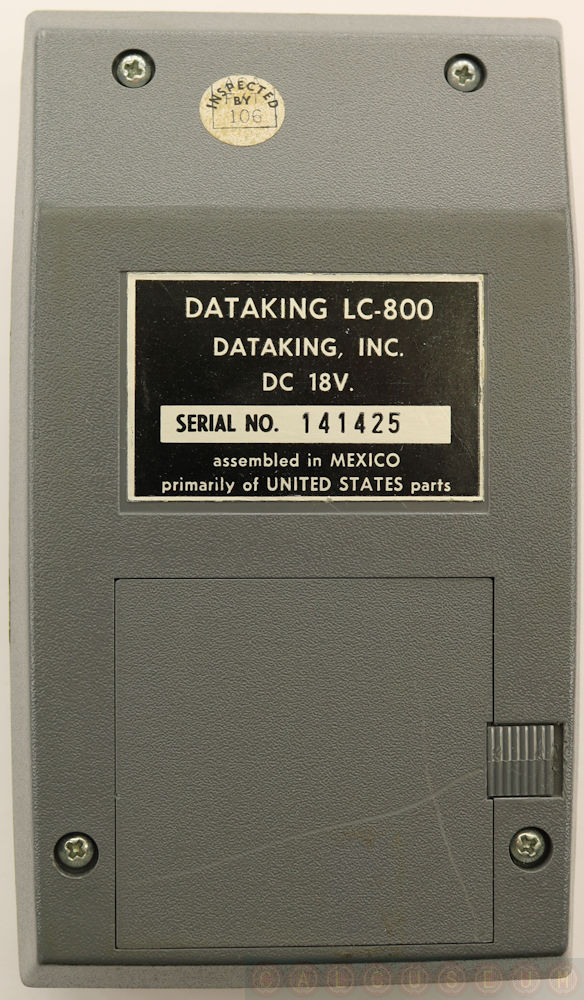 INSPECTED
BY
106
DATAKING LC-800
DATAKING, INC.
DC 18V.
SERIAL NO. 141425
assembled in MEXICO
primarily of UNITED STATES parts
CALCUSEUM